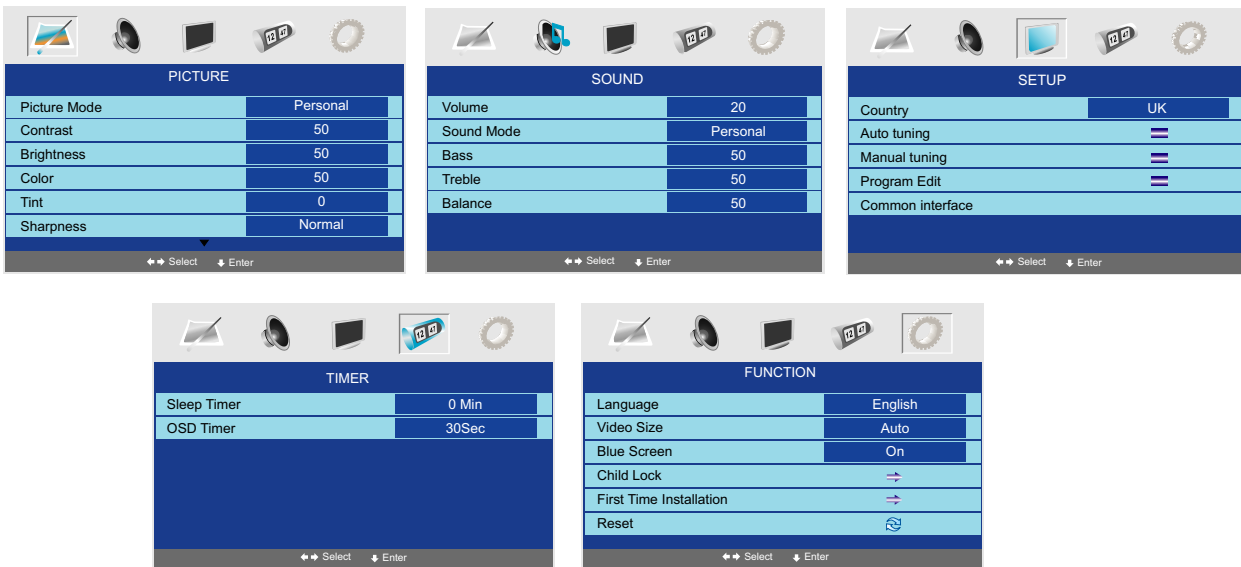 PICTURE
Picture Mode Personal
Contrast 50
Brightness 50
Color 50
Tint 0
Sharpness Normal
Select Enter
SOUND
Volume 20
Sound Mode Personal
Bass 50
Treble 50
Balance 50
Select Enter
SETUP
Country UK
Auto tuning
Manual tuning
Program Edit
Common interface
Select Enter
12 47
TIMER
Sleep Timer 0 Min
OSD Timer 30Sec
Select Enter
FUNCTION
Language English
Video Size Auto
Blue Screen On
Child Lock
First Time Installation
Reset
Select Enter